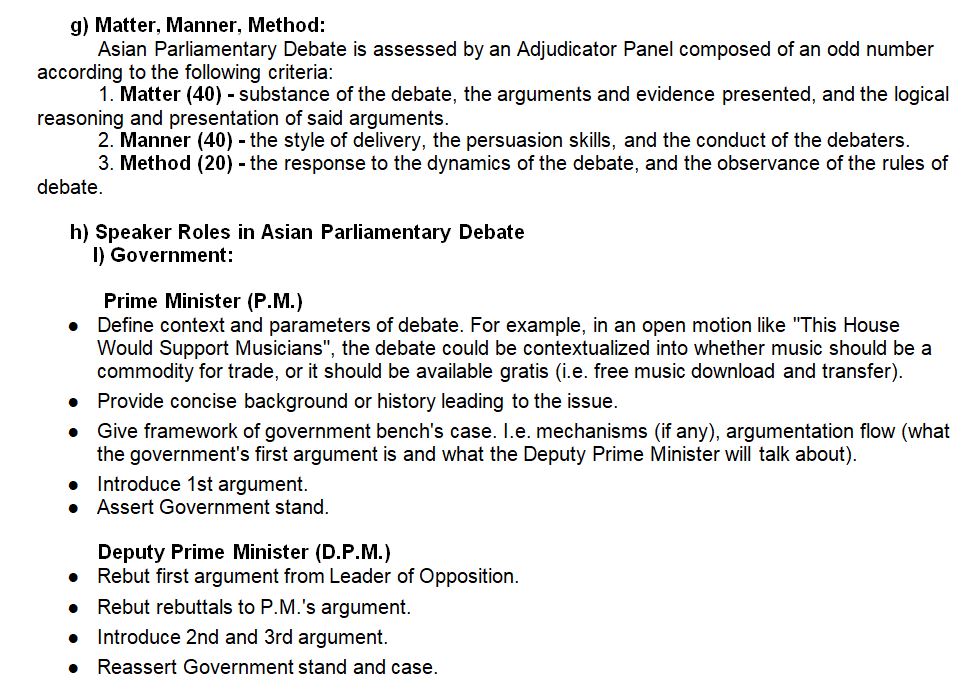 g) Matter, Manner, Method:
Asian Parliamentary Debate is assessed by an Adjudicator Panel composed of an odd number
according to the following criteria:
1. Matter (40) - substance of the debate, the arguments and evidence presented, and the logical
reasoning and presentation of said arguments.
2. Manner (40) - the style of delivery, the persuasion skills, and the conduct of the debaters.
3. Method (20) - the response to the dynamics of the debate, and the observance of the rules of
debate.
h) Speaker Roles in Asian Parliamentary Debate
I) Government:
Prime Minister (P.M.)
● Define context and parameters of debate. For example, in an open motion like "This House
Would Support Musicians", the debate could be contextualized into whether music should be a
commodity for trade, or it should be available gratis (i.e. free music download and transfer).
● Provide concise background or history leading to the issue.
● Give framework of government bench's case. I.e. mechanisms (if any), argumentation flow (what
the government's first argument is and what the Deputy Prime Minister will talk about).
● Introduce 1st argument.
● Assert Government stand.
Deputy Prime Minister (D.P.M.)
● Rebut first argument from Leader of Opposition.
● Rebut rebuttals to P.M.'s argument.
● Introduce 2nd and 3rd argument.
● Reassert Government stand and case.